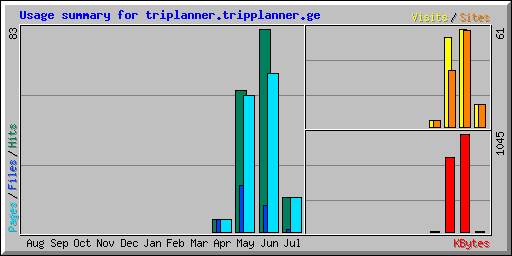 Usage summary for triplanner.tripplanner.ge
Visits/Sites
83
61
Pages/Files/Hits
1045
Aug Sep Oct Nov Dec Jan Feb Mar Apr May Jun Jul
KBytes